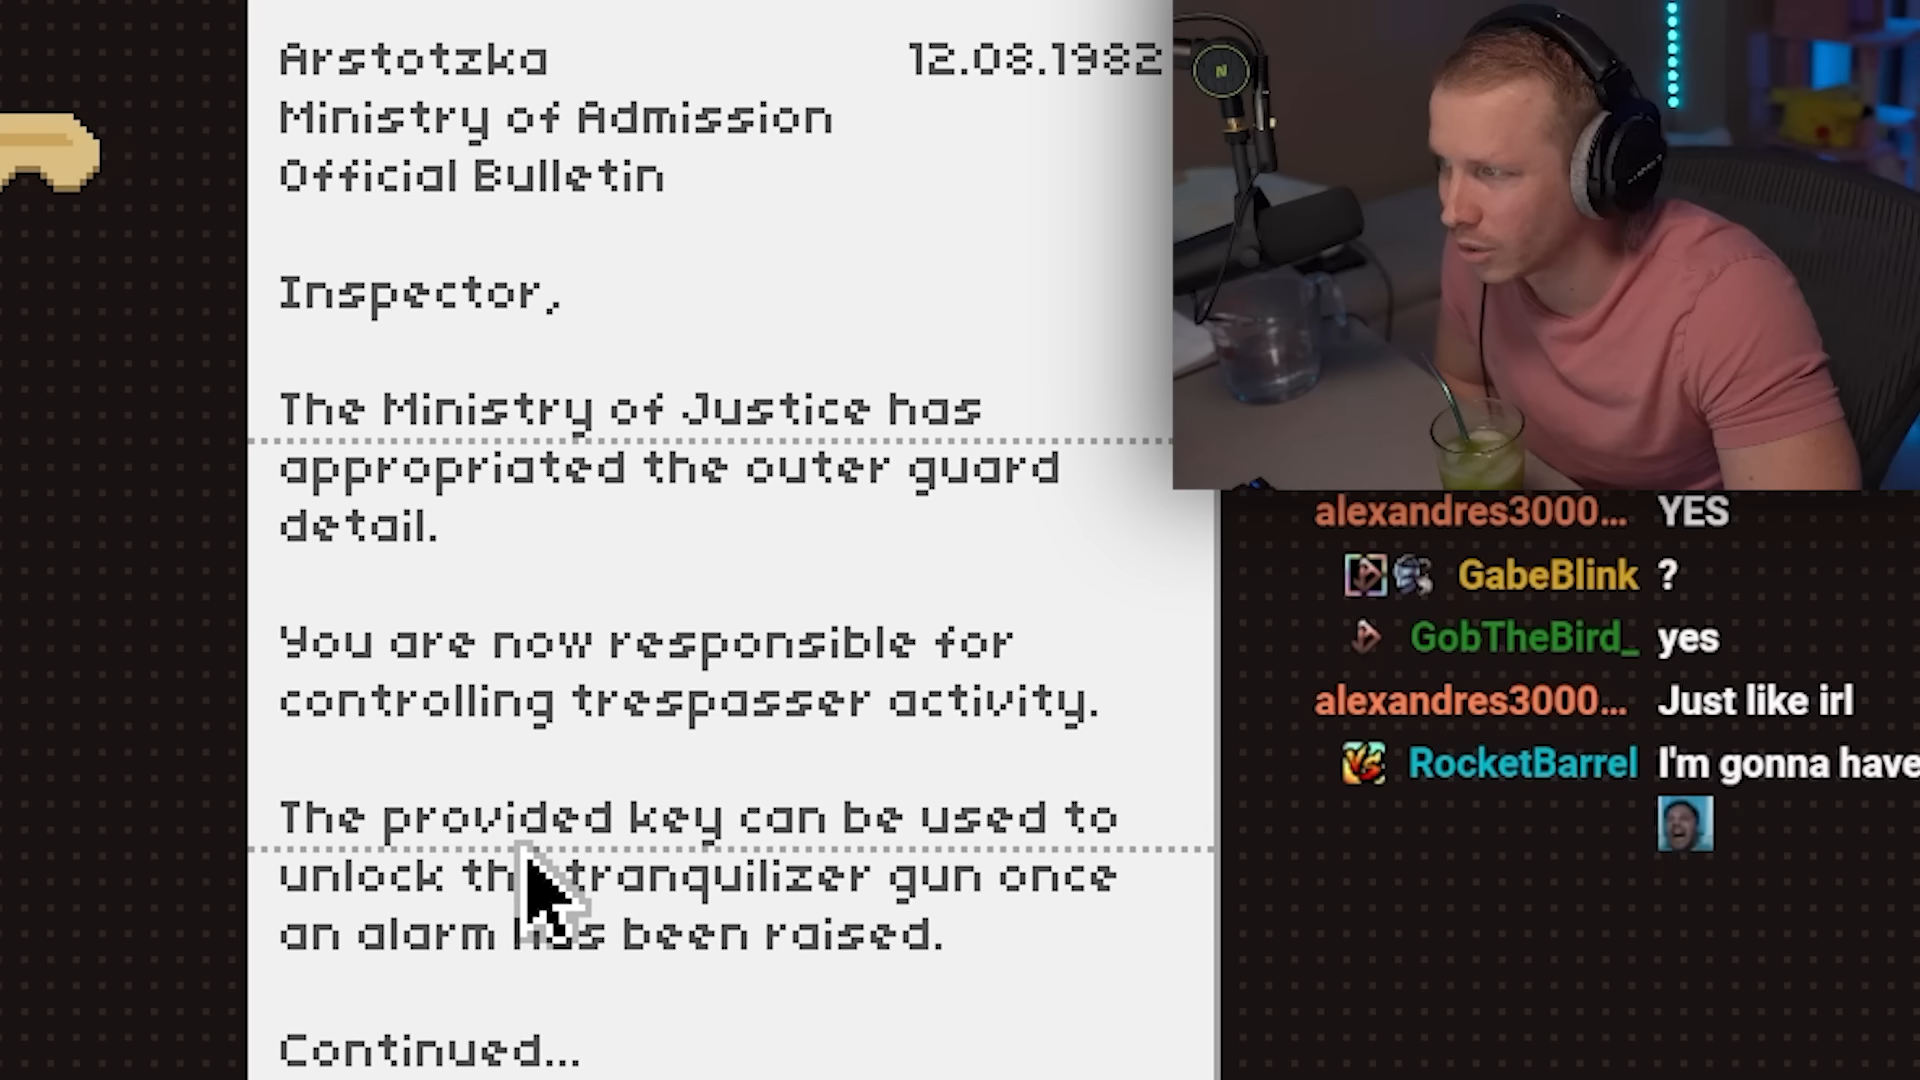 Arstotzka 12.08.1982
Ministry of Admission
Official Bulletin
Inspector,
The Ministry of Justice has
appropriated the outer guard
detail.
You are now responsible for
controlling trespasser activity.
The provided key can be used to
unlock the tranquilizer gun once
an alarm has been raised.
Continued...
N
alexandres3000... YES
GabeBlink ?
GobTheBird_ yes
alexandres3000... Just like irl
VS RocketBarrel I'm gonna have